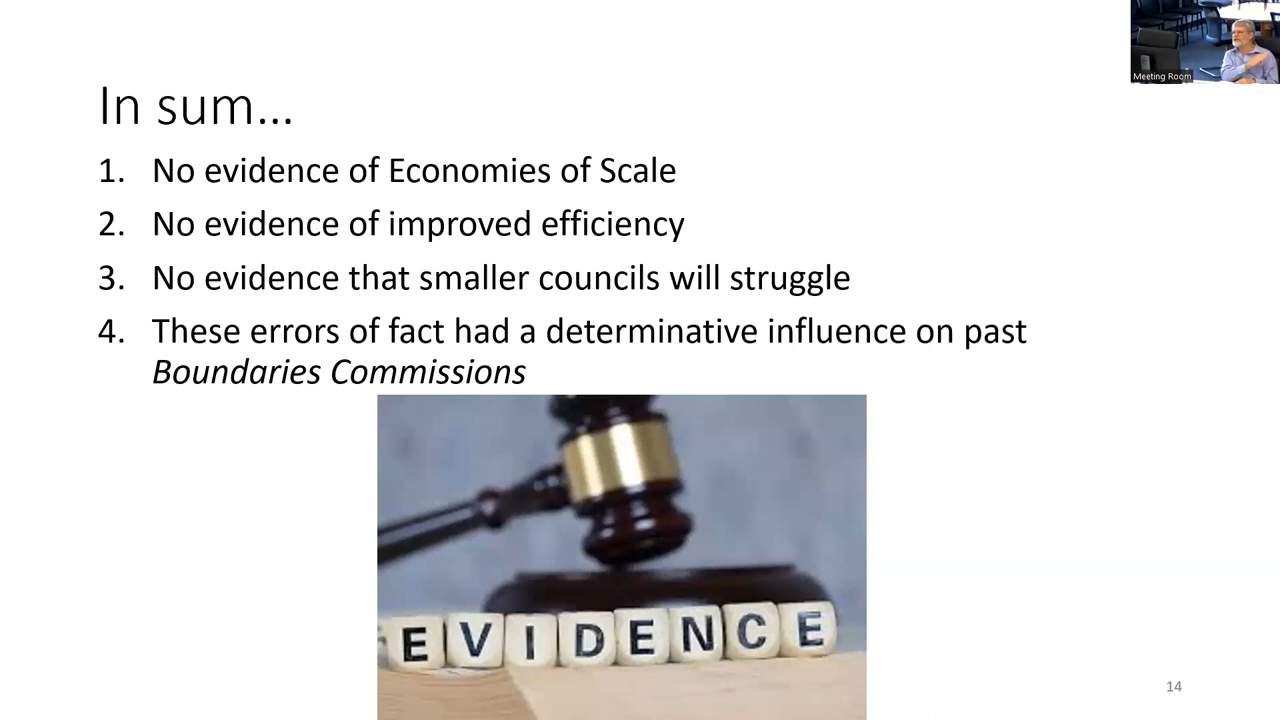 Meeting Room
In sum...
1. No evidence of Economies of Scale
2. No evidence of improved efficiency
3. No evidence that smaller councils will struggle
4. These errors of fact had a determinative influence on past
Boundaries Commissions
EVIDENCE
14